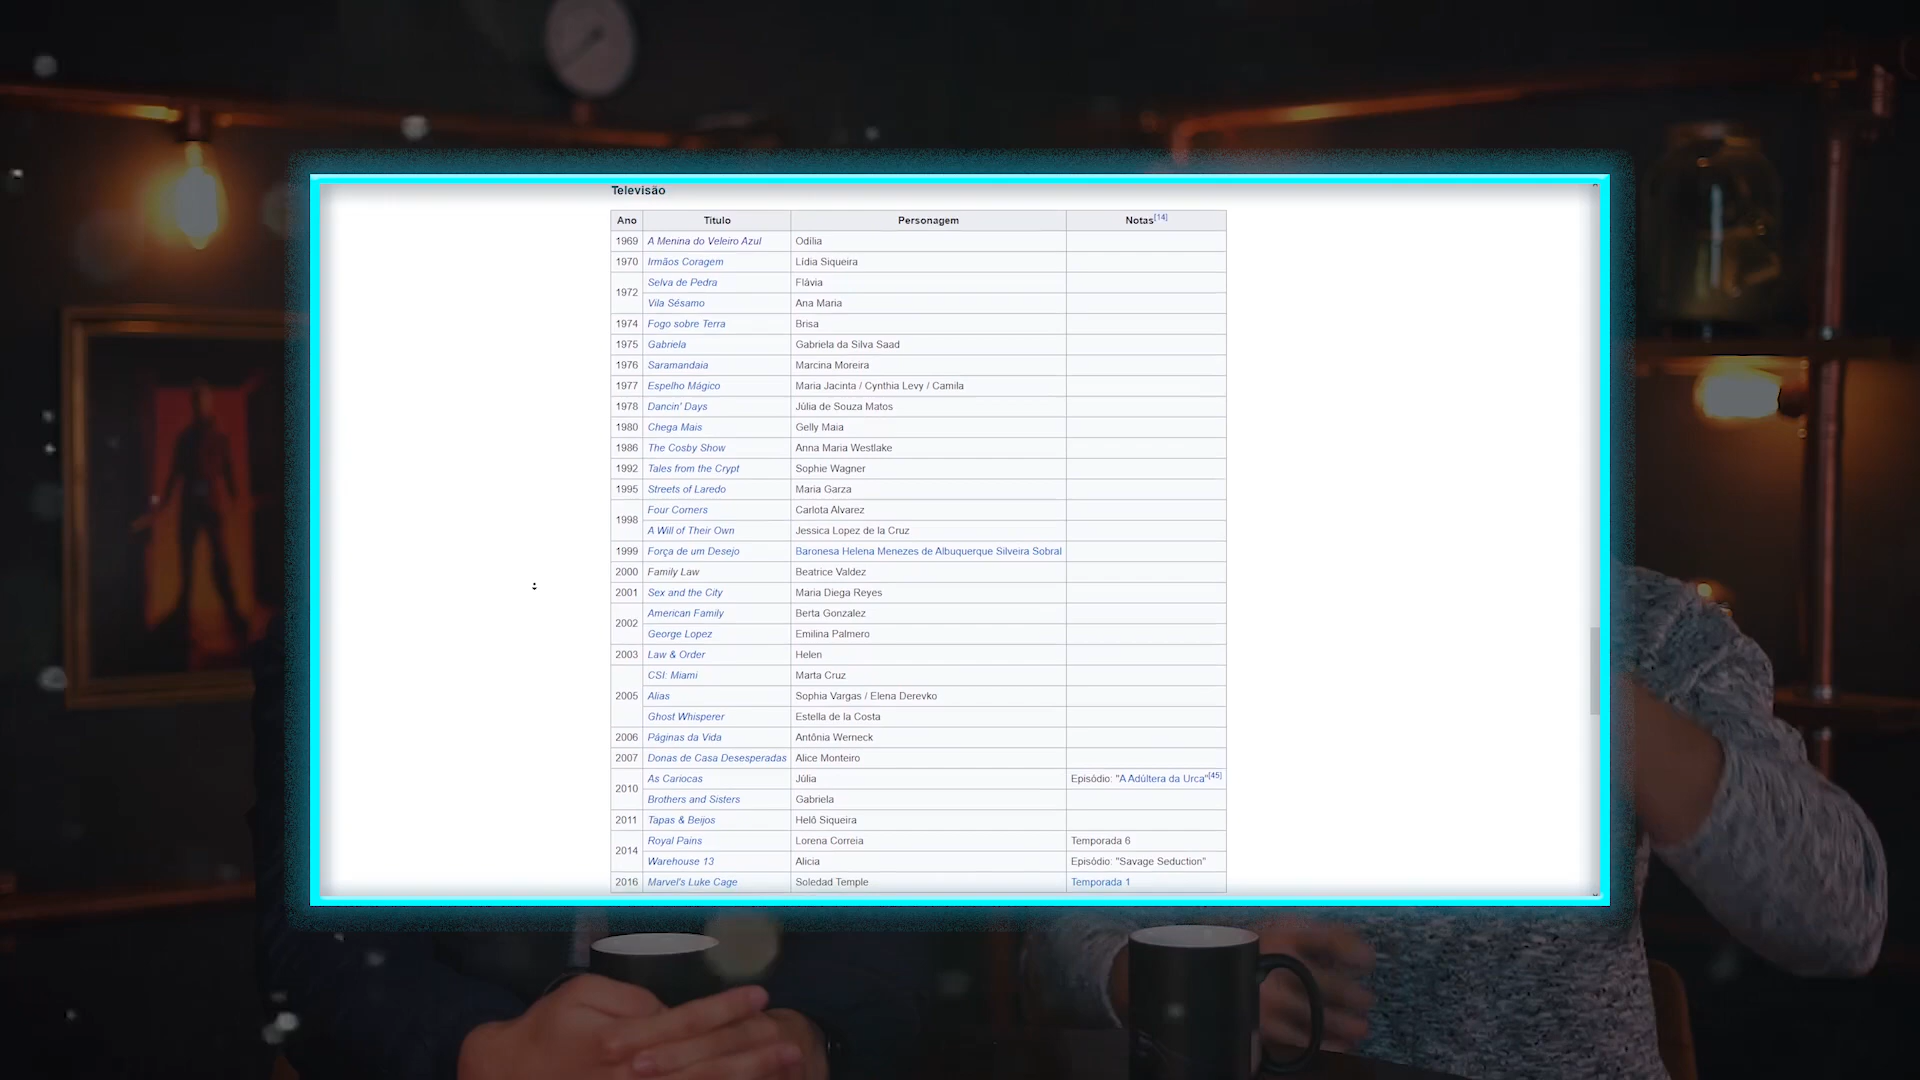 Televisão
Ano Titulo Personagem Notas[14]
1969 A Menina do Veleiro Azul Odília
1970 Irmãos Coragem Lídia Siqueira
1972 Selva de Pedra Flávia
Vila Sésamo Ana Maria
1974 Fogo sobre Terra Brisa
1975 Gabriela Gabriela da Silva Saad
1976 Saramandaia Marcina Moreira
1977 Espelho Mágico Maria Jacinta / Cynthia Levy / Camila
1978 Dancin' Days Júlia de Souza Matos
1980 Chega Mais Gelly Maia
1986 The Cosby Show Anna Maria Westlake
1992 Tales from the Crypt Sophie Wagner
1995 Streets of Laredo Maria Garza
1998 Four Corners Carlota Alvarez
A Will of Their Own Jessica Lopez de la Cruz
1999 Força de um Desejo Baronesa Helena Menezes de Albuquerque Silveira Sobral
2000 Family Law Beatrice Valdez
2001 Sex and the City Maria Diega Reyes
2002 American Family Berta Gonzalez
George Lopez Emilina Palmero
2003 Law & Order Helen
2005 CSI: Miami Marta Cruz
Alias Sophia Vargas / Elena Derevko
Ghost Whisperer Estella de la Costa
2006 Páginas da Vida Antônia Werneck
2007 Donas de Casa Desesperadas Alice Monteiro
2010 As Cariocas Júlia Episódio: "A Adúltera da Urca"[45]
Brothers and Sisters Gabriela
2011 Tapas & Beijos Helô Siqueira
2014 Royal Pains Lorena Correia Temporada 6
Warehouse 13 Alicia Episódio: "Savage Seduction"
2016 Marvel's Luke Cage Soledad Temple Temporada 1